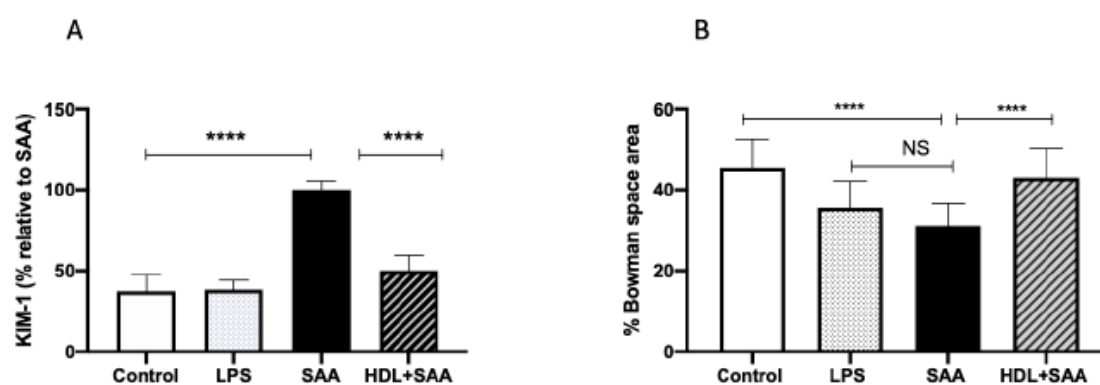 A
KIM-1 (% relative to SAA)
150
100
50
0
****
****
Control LPS SAA HDL+SAA
B
% Bowman space area
60
40
20
0
****
****
NS
Control LPS SAA HDL+SAA